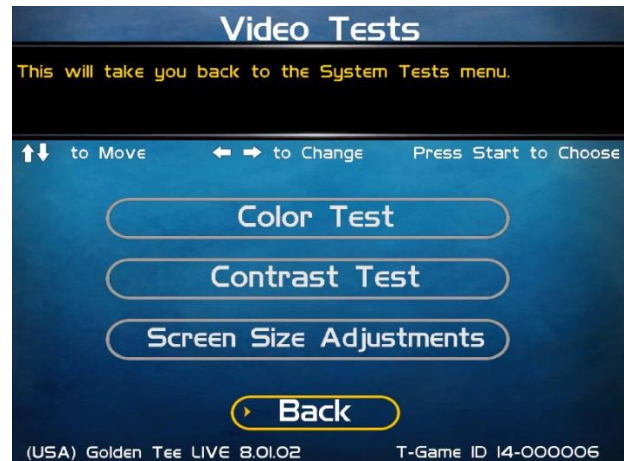 Video Tests
This will take you back to the System Tests menu.
to Move to Change Press Start to Choose
Color Test
Contrast Test
Screen Size Adjustments
Back
(USA) Golden Tee LIVE 8.01.02 T-Game ID 14-000006